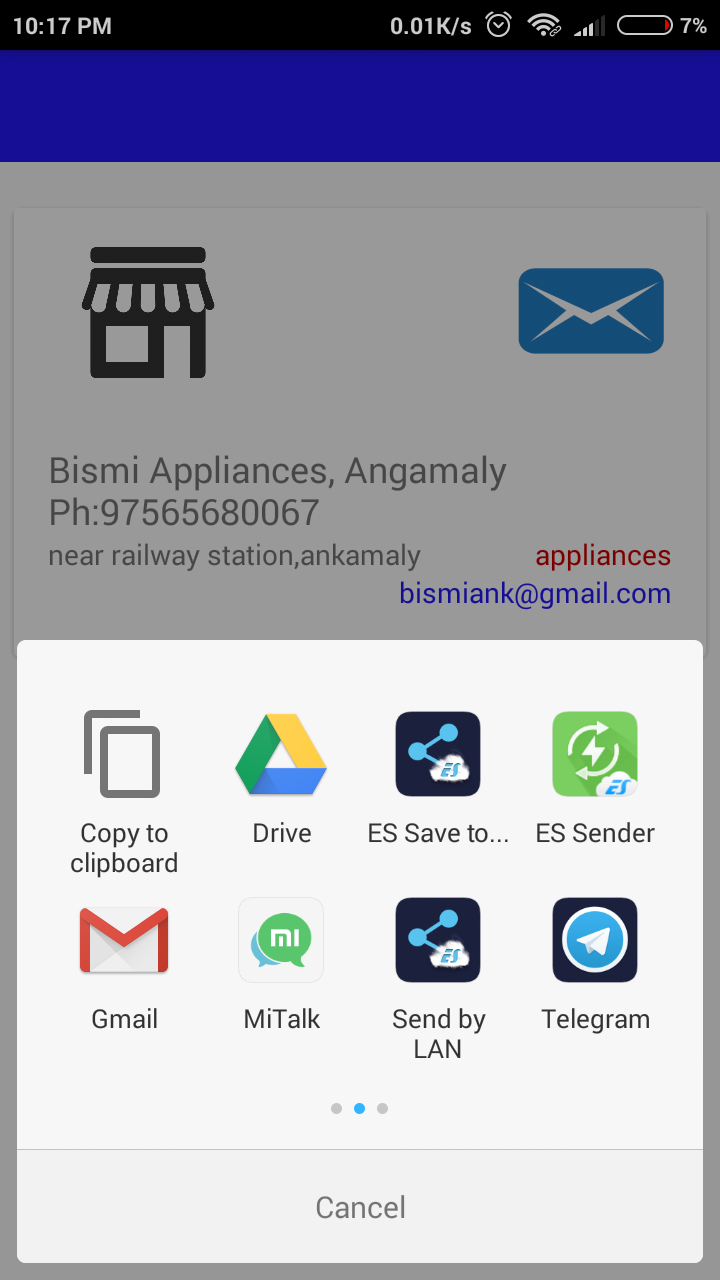 10:17 PM 0.01K/s 7%
Bismi Appliances, Angamaly
Ph:97565680067
near railway station,ankamaly appliances
bismiank@gmail.com
Copy to clipboard
Drive
ES Save to...
ES Sender
Gmail
MiTalk
Send by LAN
Telegram
Cancel